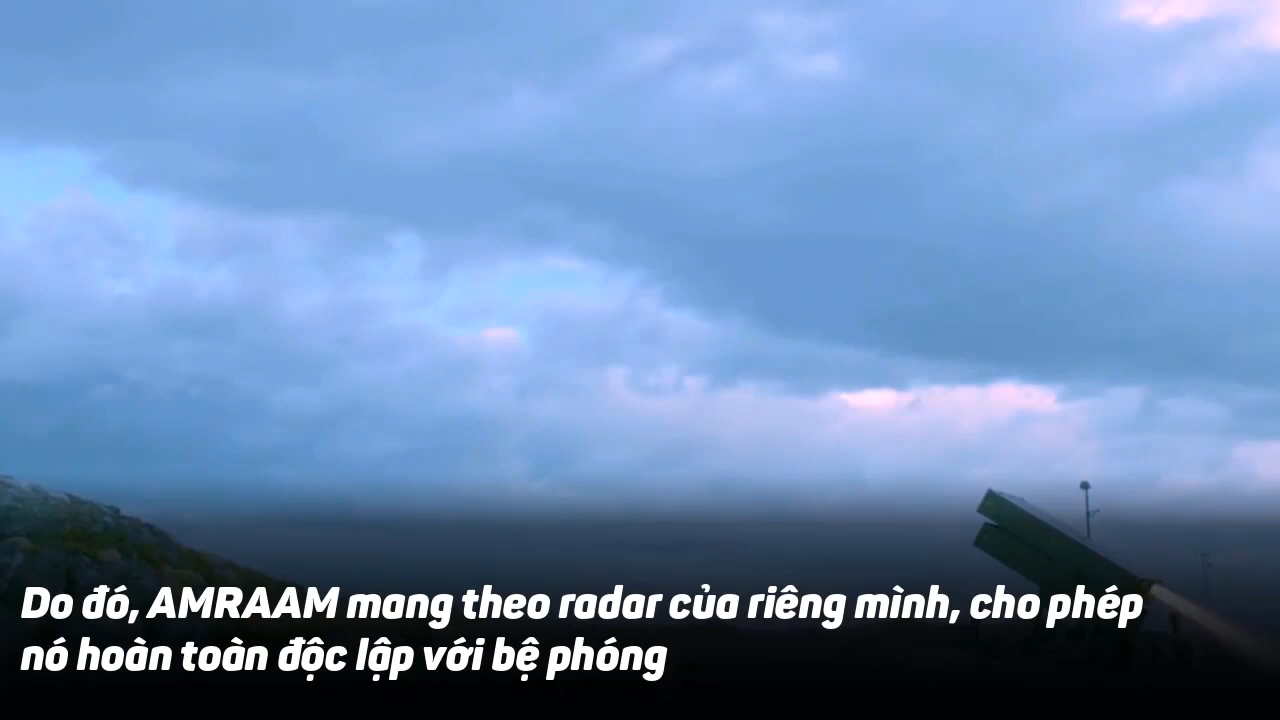 Do đó, AMRAAM mang theo radar của riêng mình, cho phép
nó hoàn toàn độc lập với bệ phóng